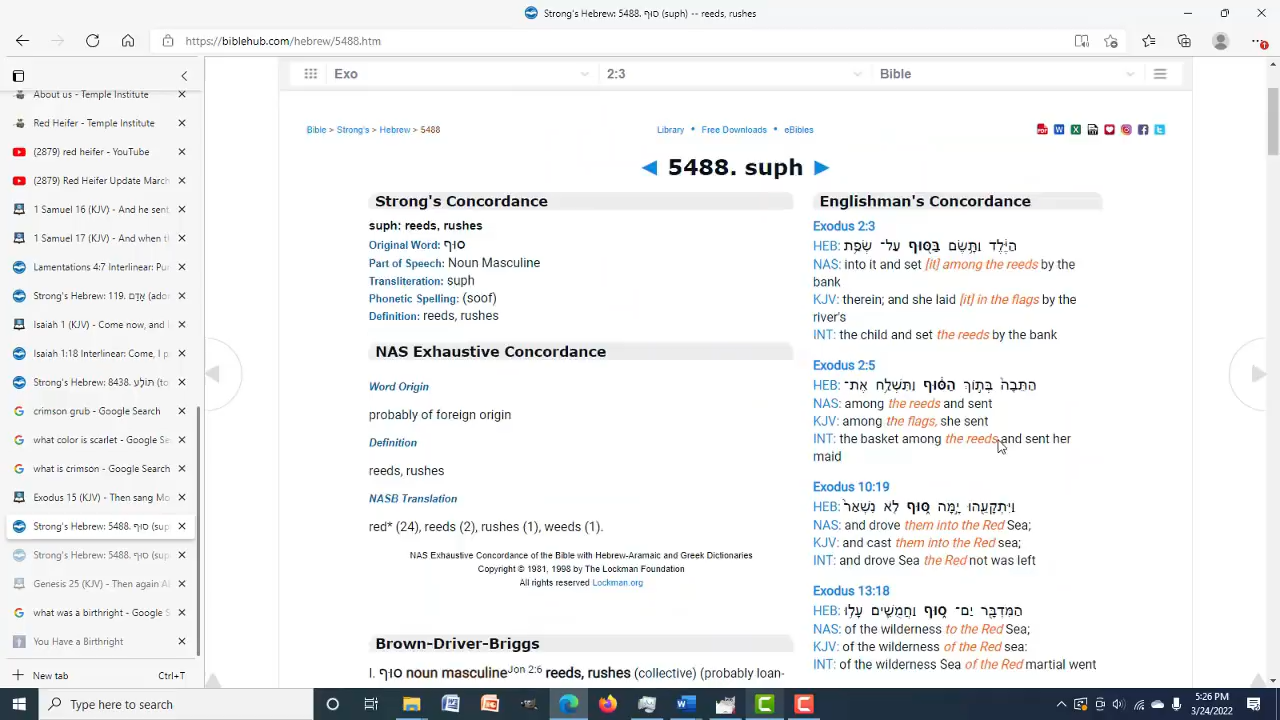 Strong's Hebrew: 5488. סוּף (suph) -- reeds, rushes
https://biblehub.com/hebrew/5488.htm
About us - Temple Institute
Red Heifer - Temple Institute
(2879) red heifer - YouTube
(2879) Red Heifer Update March
1 Samuel 16 (KJV) - And he sent
1 Samuel 17 (KJV) - And when th
Lamentations 4:7 Interlinear: Pur
Strong's Hebrew: 119. אָדַם (ado
Isaiah 1 (KJV) - Come now, and l
Isaiah 1:18 Interlinear: Come, I p
Strong's Hebrew: 8438.
crimson grub - Google Search
what color is scarlet - Google Se
what is crimson - Google Search
Exodus 15 (KJV) - Then sang Mo
Strong's Hebrew: 5488. סוּף (sup
Strong's Hebrew: 5488. סוּף (sup
Genesis 25 (KJV) - Then again Ab
what was a birthright - Google S
You Have a Birthright
New tab Ctrl+T
Exo 2:3 Bible
Bible > Strong's > Hebrew > 5488
Library • Free Downloads • eBibles
◄ 5488. suph ►
Strong's Concordance
suph: reeds, rushes
Original Word: סוּף
Part of Speech: Noun Masculine
Transliteration: suph
Phonetic Spelling: (soof)
Definition: reeds, rushes
NAS Exhaustive Concordance
Word Origin
probably of foreign origin
Definition
reeds, rushes
NASB Translation
red* (24), reeds (2), rushes (1), weeds (1).
NAS Exhaustive Concordance of the Bible with Hebrew-Aramaic and Greek Dictionaries
Copyright © 1981, 1998 by The Lockman Foundation
All rights reserved Lockman.org
Brown-Driver-Briggs
I. סוּף noun masculine Jon 2:6 reeds, rushes (collective) (probably loan-
Englishman's Concordance
Exodus 2:3
HEB: הַיֶּ֔לֶד וַתָּ֥שֶׂם בַּסּ֖וּף עַל־ שְׂפַ֥ת
NAS: into it and set [it] among the reeds by the
bank
KJV: therein; and she laid [it] in the flags by the
river's
INT: the child and set the reeds by the bank
Exodus 2:5
HEB: הַתֵּבָה֙ בְּת֣וֹךְ הַסּ֔וּף וַתִּשְׁלַ֥ח אֶת־
NAS: among the reeds and sent
KJV: among the flags, she sent
INT: the basket among the reeds and sent her
maid
Exodus 10:19
HEB: וַיִּתְקָעֵ֖הוּ יָ֣מָּה סּ֑וּף לֹ֤א נִשְׁאַר֙
NAS: and drove them into the Red Sea;
KJV: and cast them into the Red sea;
INT: and drove Sea the Red not was left
Exodus 13:18
HEB: הַמִּדְבָּ֖ר יַם־ ס֑וּף וַחֲמֻשִׁ֛ים עָל֥וּ
NAS: of the wilderness to the Red Sea;
KJV: of the wilderness of the Red sea:
INT: of the wilderness Sea of the Red martial went
Type here to search
5:26 PM
3/24/2022